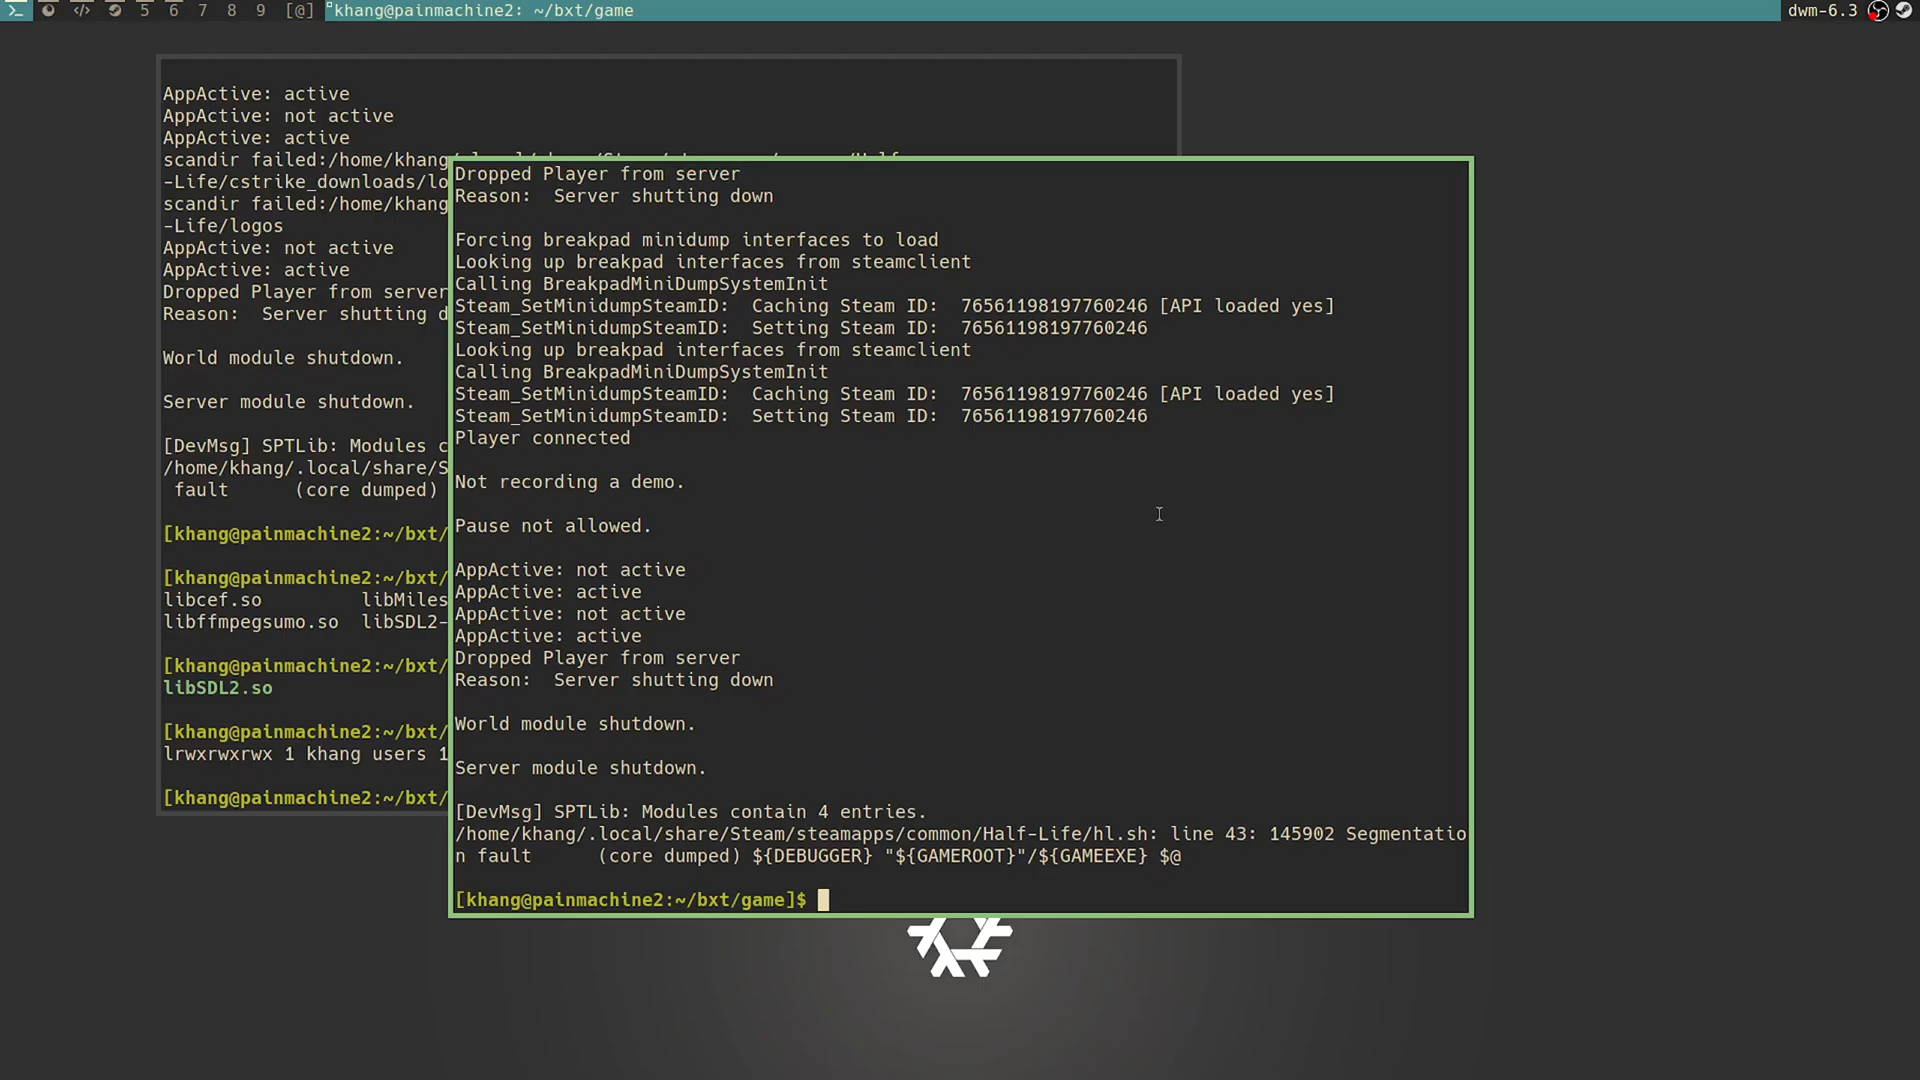 5 6 7 8 9 [@] khang@painmachine2: ~/bxt/game dwm-6.3
AppActive: active
AppActive: not active
AppActive: active
scandir failed:/home/khang
-Life/cstrike_downloads/lo
scandir failed:/home/khang
-Life/logos
AppActive: not active
AppActive: active
Dropped Player from server
Reason:  Server shutting d
World module shutdown.
Server module shutdown.
[DevMsg] SPTLib: Modules c
/home/khang/.local/share/S
 fault      (core dumped)
[khang@painmachine2:~/bxt/
[khang@painmachine2:~/bxt/
libcef.so         libMiles
libffmpegsumo.so  libSDL2-
[khang@painmachine2:~/bxt/
libSDL2.so
[khang@painmachine2:~/bxt/
lrwxrwxrwx 1 khang users 1
[khang@painmachine2:~/bxt/
Dropped Player from server
Reason:  Server shutting down
Forcing breakpad minidump interfaces to load
Looking up breakpad interfaces from steamclient
Calling BreakpadMiniDumpSystemInit
Steam_SetMinidumpSteamID:  Caching Steam ID:  76561198197760246 [API loaded yes]
Steam_SetMinidumpSteamID:  Setting Steam ID:  76561198197760246
Looking up breakpad interfaces from steamclient
Calling BreakpadMiniDumpSystemInit
Steam_SetMinidumpSteamID:  Caching Steam ID:  76561198197760246 [API loaded yes]
Steam_SetMinidumpSteamID:  Setting Steam ID:  76561198197760246
Player connected
Not recording a demo.
Pause not allowed.
AppActive: not active
AppActive: active
AppActive: not active
AppActive: active
Dropped Player from server
Reason:  Server shutting down
World module shutdown.
Server module shutdown.
[DevMsg] SPTLib: Modules contain 4 entries.
/home/khang/.local/share/Steam/steamapps/common/Half-Life/hl.sh: line 43: 145902 Segmentatio
n fault      (core dumped) ${DEBUGGER} "${GAMEROOT}"/${GAMEEXE} $@
[khang@painmachine2:~/bxt/game]$